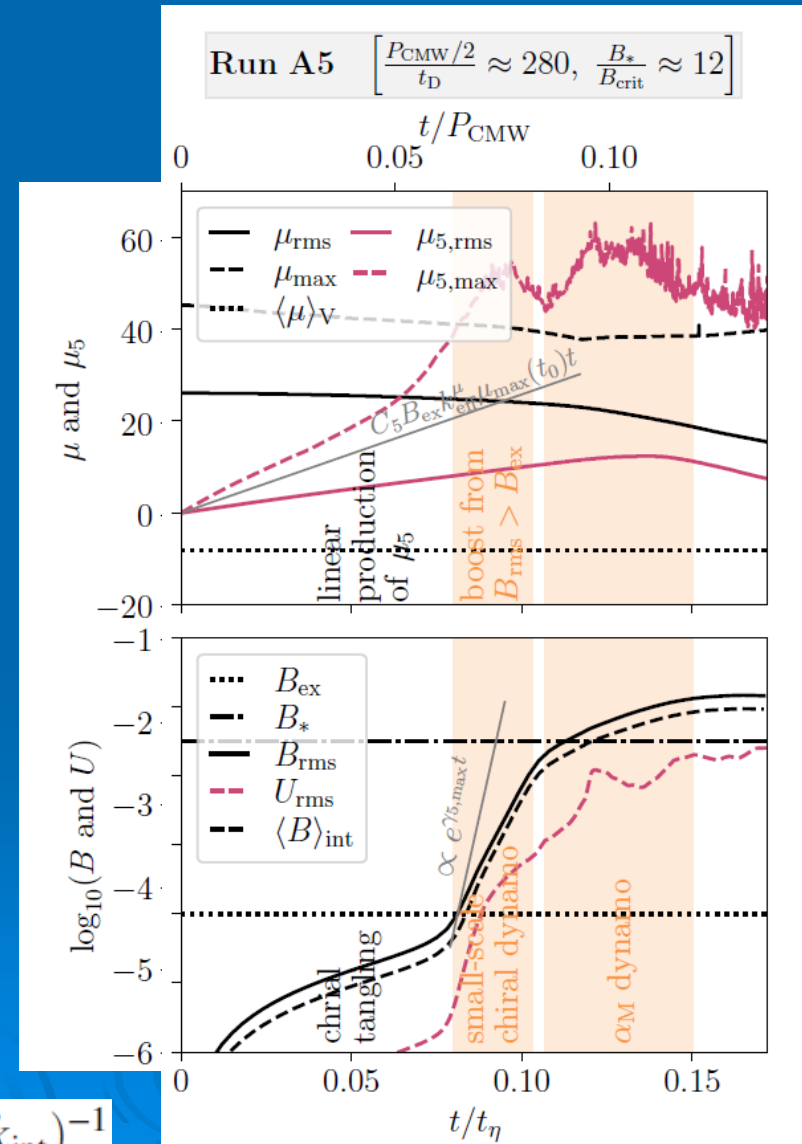 Run A5 [P_CMW/2 / t_D ≈ 280, B_* / B_crit ≈ 12]
t/P_CMW
0 0.05 0.10
μ_rms μ_5,rms
μ_max μ_5,max
⟨μ⟩_V
60
40
20
0
−20
μ and μ_5
C_5 B_ex k_eff^μ μ_max(t_0)t
linear
production
of μ_5
boost from
B_rms > B_ex
−1
−2
−3
−4
−5
−6
log_10(B and U)
B_ex
B_*
B_rms
U_rms
⟨B⟩_int
∝ e^γ_5,max t
chrial
tangling
small-scale
chiral dynamo
α_M dynamo
0 0.05 0.10 0.15
t/t_η
int)^−1